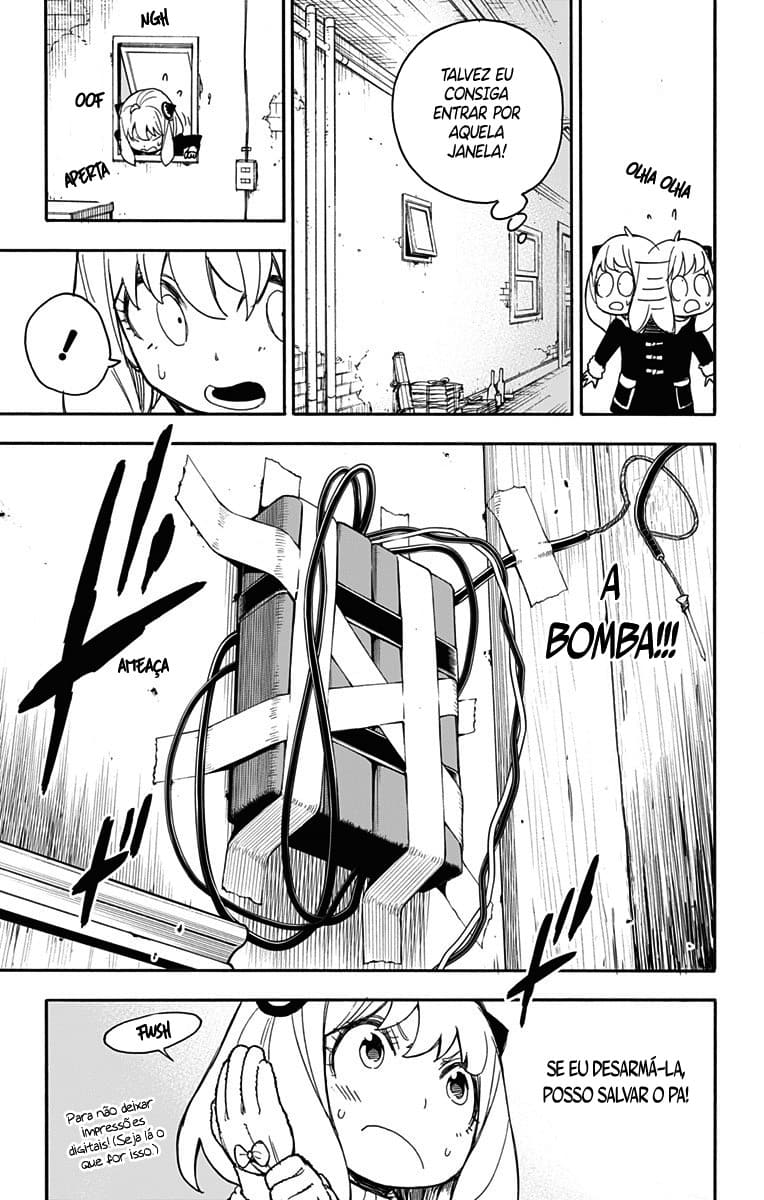 OLHA OLHA
TALVEZ EU
CONSIGA
ENTRAR POR
AQUELA
JANELA!
NGH
OOF
APERTA
!
A
BOMBA!!!
AMEAÇA
SE EU DESARMÁ-LA,
POSSO SALVAR O PA!
FWSH
Para não deixar
impressões
digitais! (Seja lá o
que for isso.)